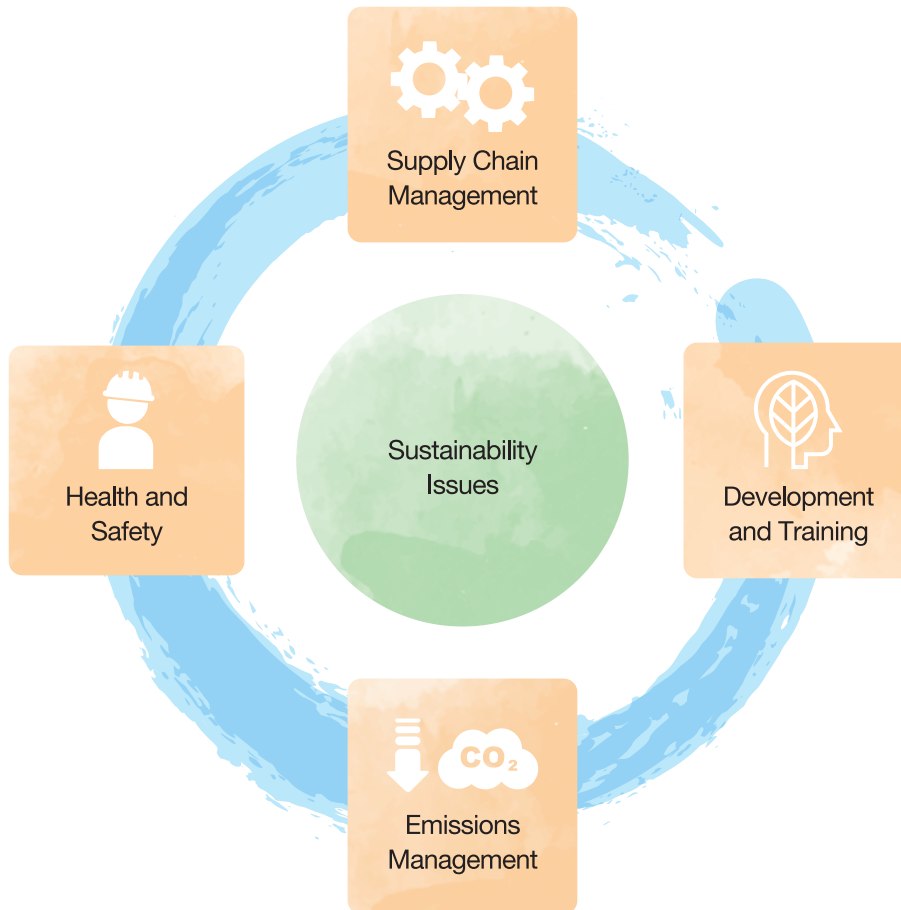 Supply Chain
Management
Health and
Safety
Sustainability
Issues
Development
and Training
CO₂
Emissions
Management